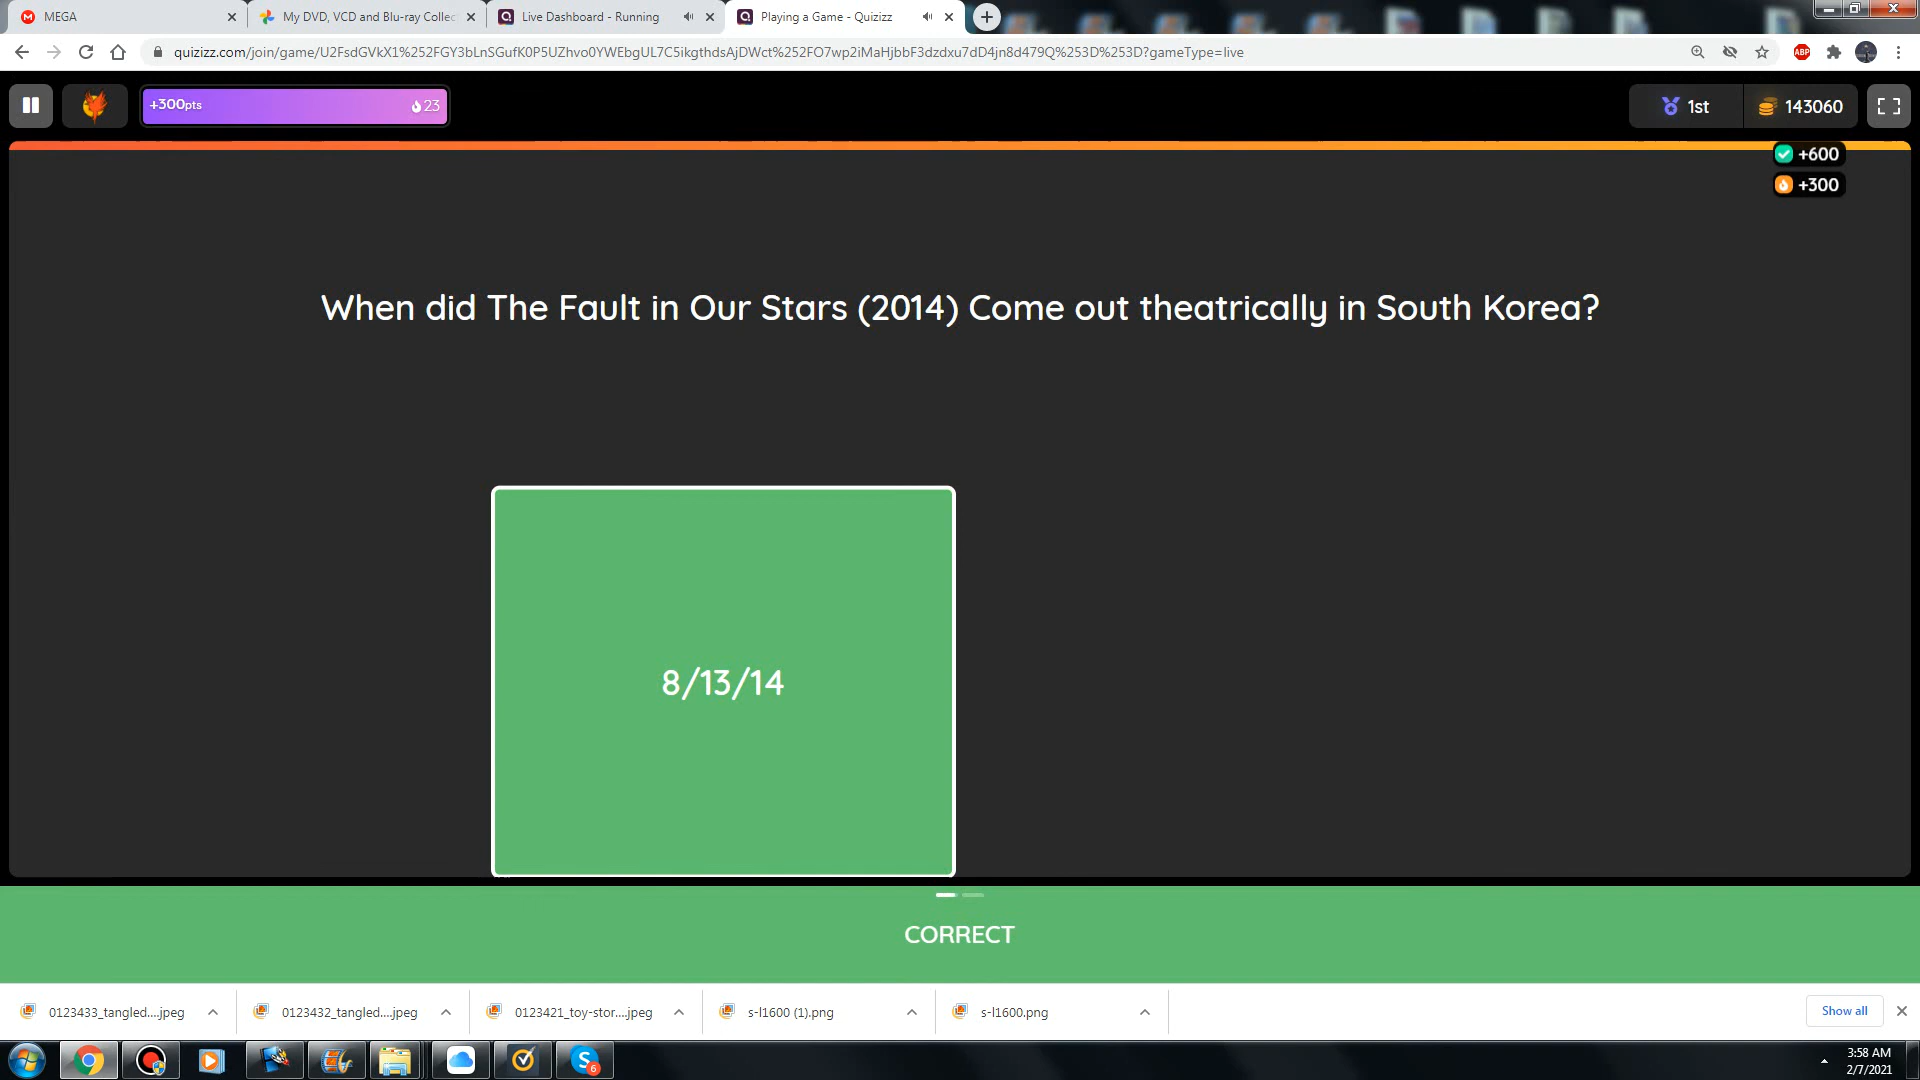 MEGA
My DVD, VCD and Blu-ray Collec
Live Dashboard - Running
Playing a Game - Quizizz
quizizz.com/join/game/U2FsdGVkX1%252FGY3bLnSGufK0P5UZhvo0YWEbgUL7C5ikgthdsAjDWct%252FO7wp2iMaHjbbF3dzdxu7dD4jn8d479Q%253D%253D?gameType=live
ABP
+300pts
23
1st
143060
+600
+300
When did The Fault in Our Stars (2014) Come out theatrically in South Korea?
8/13/14
CORRECT
0123433_tangled....jpeg
0123432_tangled....jpeg
0123421_toy-stor....jpeg
s-l1600 (1).png
s-l1600.png
Show all
6
3:58 AM
2/7/2021